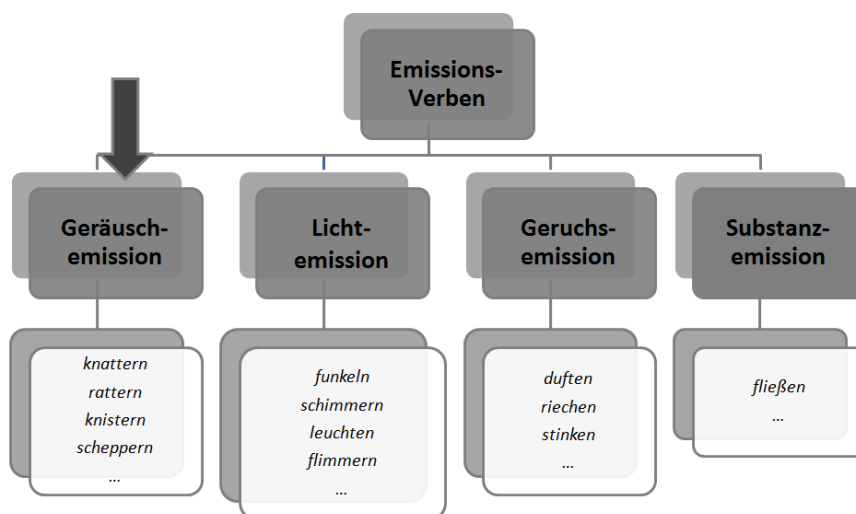 Emissions-
Verben
Geräusch-
emission
Licht-
emission
Geruchs-
emission
Substanz-
emission
knattern
rattern
knistern
scheppern
...
funkeln
schimmern
leuchten
flimmern
...
duften
riechen
stinken
...
fließen
...